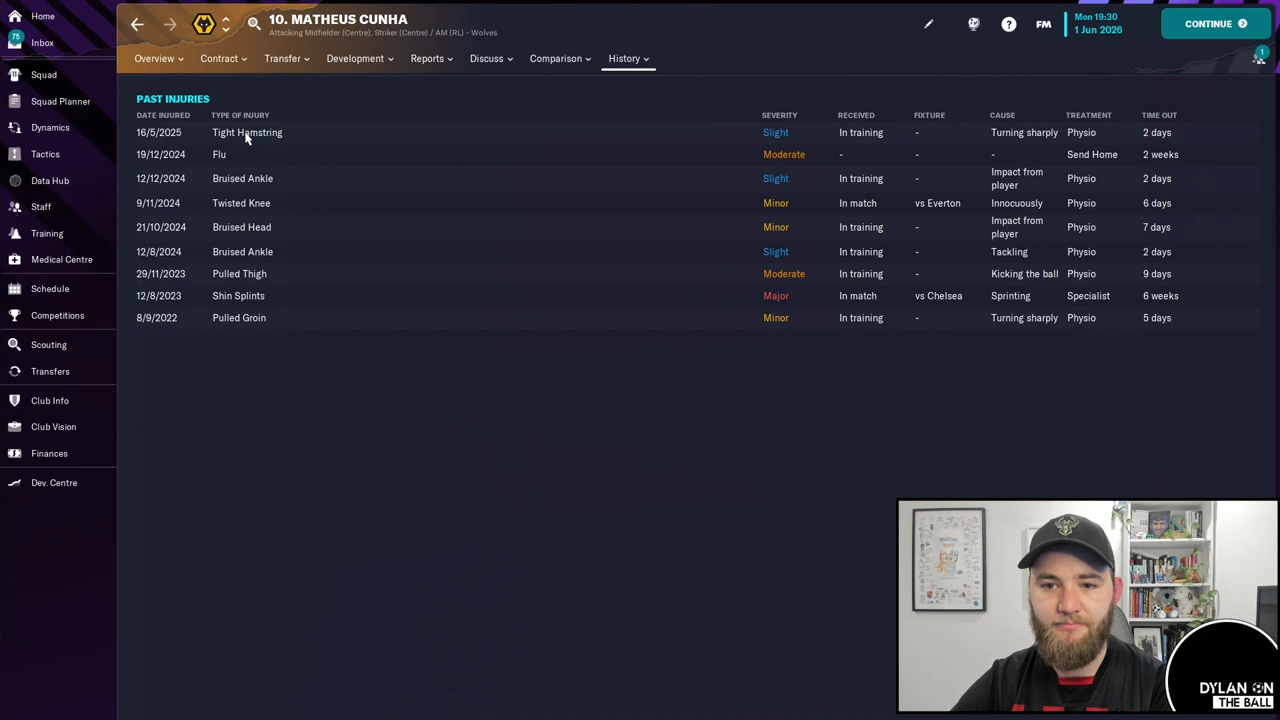 Home
75
Inbox
Squad
Squad Planner
Dynamics
Tactics
Data Hub
Staff
Training
Medical Centre
Schedule
Competitions
Scouting
Transfers
Club Info
Club Vision
Finances
Dev. Centre
10. MATHEUS CUNHA
Attacking Midfielder (Centre), Striker (Centre) / AM (RL) - Wolves
?
FM
Mon 19:30
1 Jun 2026
CONTINUE
Overview
Contract
Transfer
Development
Reports
Discuss
Comparison
History
1
PAST INJURIES
DATE INJURED TYPE OF INJURY SEVERITY RECEIVED FIXTURE CAUSE TREATMENT TIME OUT
16/5/2025 Tight Hamstring Slight In training - Turning sharply Physio 2 days
19/12/2024 Flu Moderate - - - Send Home 2 weeks
12/12/2024 Bruised Ankle Slight In training - Impact from player Physio 2 days
9/11/2024 Twisted Knee Minor In match vs Everton Innocuously Physio 6 days
21/10/2024 Bruised Head Minor In training - Impact from player Physio 7 days
12/8/2024 Bruised Ankle Slight In training - Tackling Physio 2 days
29/11/2023 Pulled Thigh Moderate In training - Kicking the ball Physio 9 days
12/8/2023 Shin Splints Major In match vs Chelsea Sprinting Specialist 6 weeks
8/9/2022 Pulled Groin Minor In training - Turning sharply Physio 5 days
DYLAN ON
THE BALL